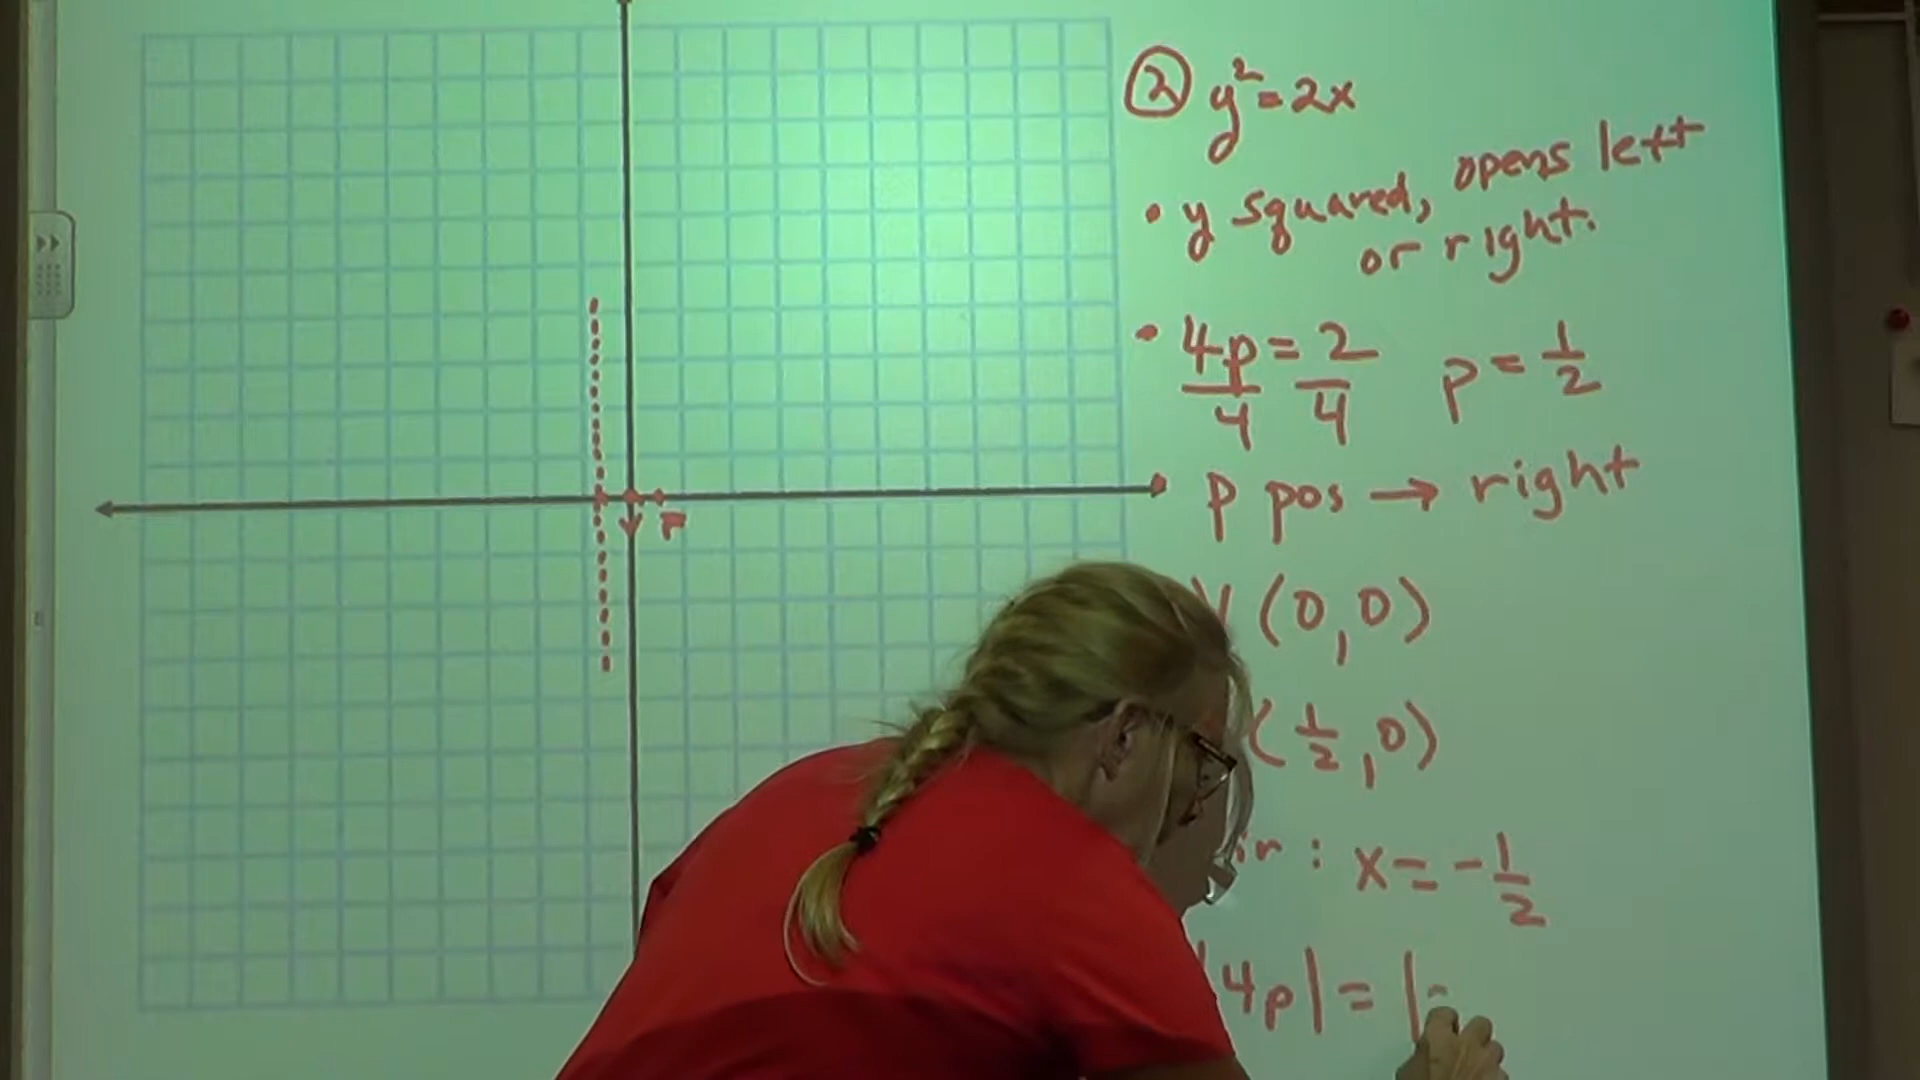 ② y² = 2x
• y squared, opens left
or right.
• 4p/4 = 2/4 p = 1/2
p pos → right
V (0,0)
(1/2,0)
ir: x = -1/2
|4p| = |
V F